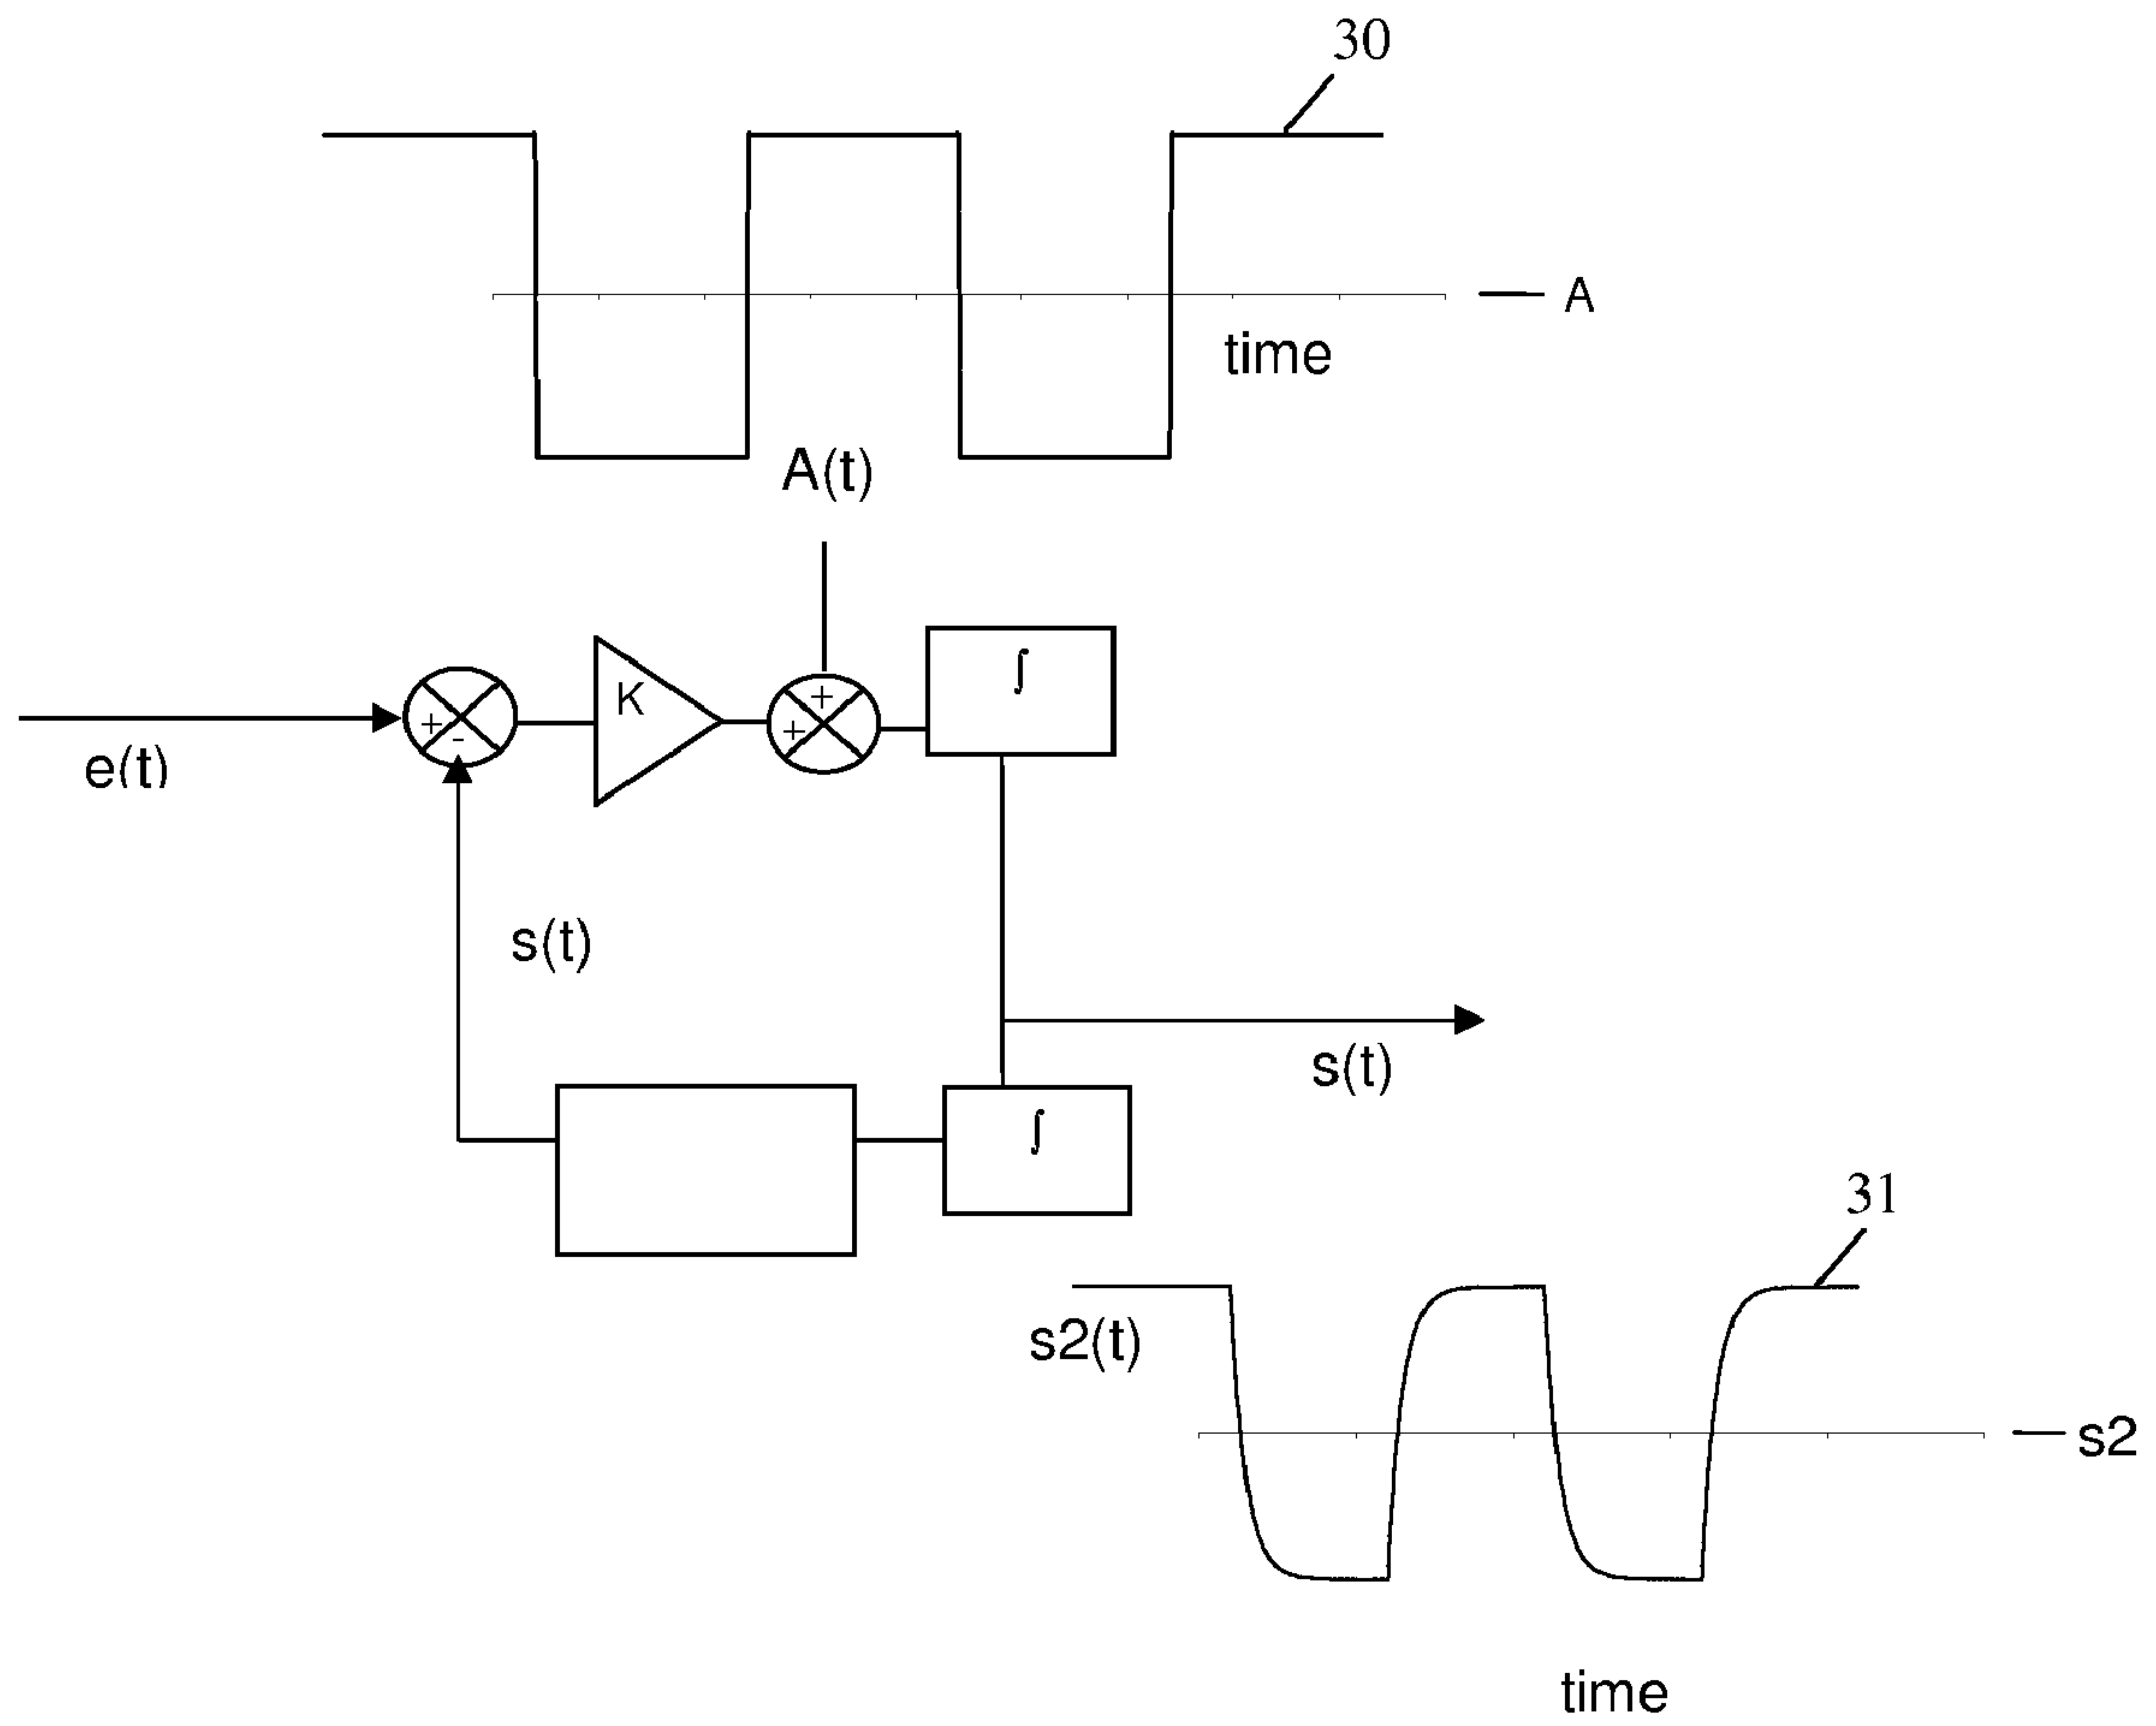 30
A
time
A(t)
K
∫
+
+
+
-
e(t)
s(t)
s(t)
∫
31
s2(t)
s2
time